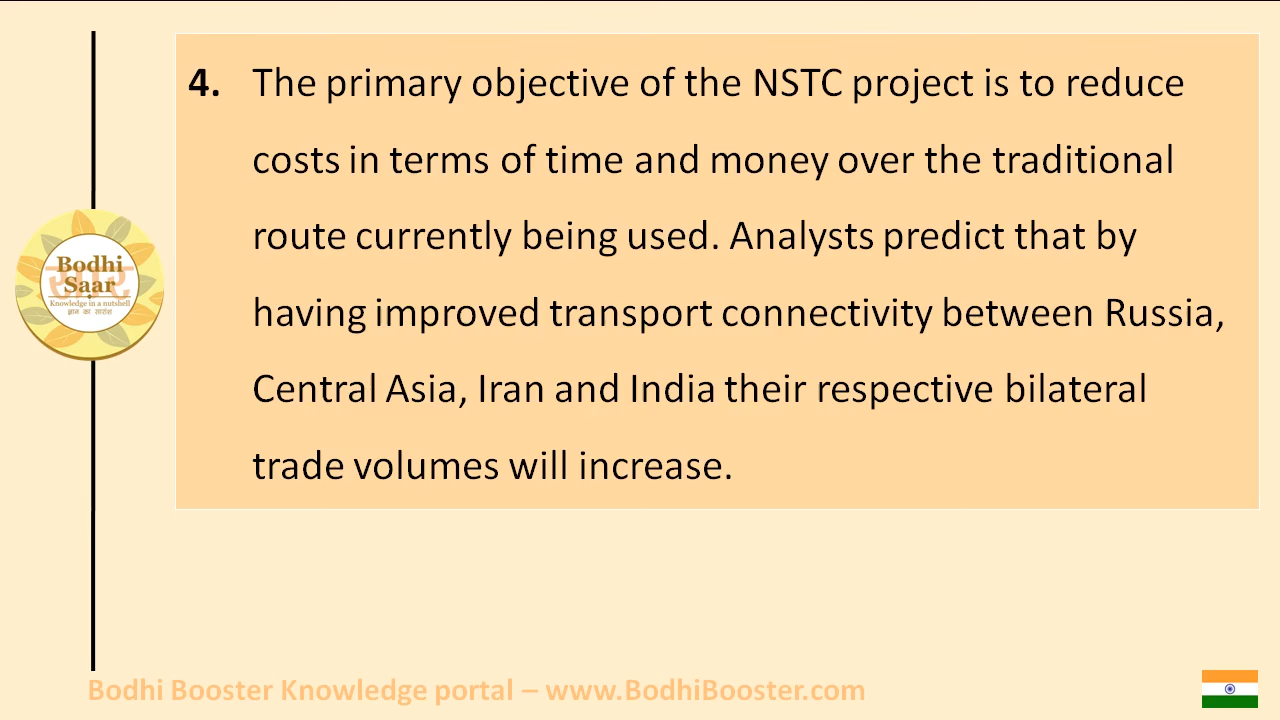 4. The primary objective of the NSTC project is to reduce
costs in terms of time and money over the traditional
route currently being used. Analysts predict that by
having improved transport connectivity between Russia,
Central Asia, Iran and India their respective bilateral
trade volumes will increase.
Bodhi
Saar
Knowledge in a nutshell
ज्ञान का सारांश
Bodhi Booster Knowledge portal – www.BodhiBooster.com